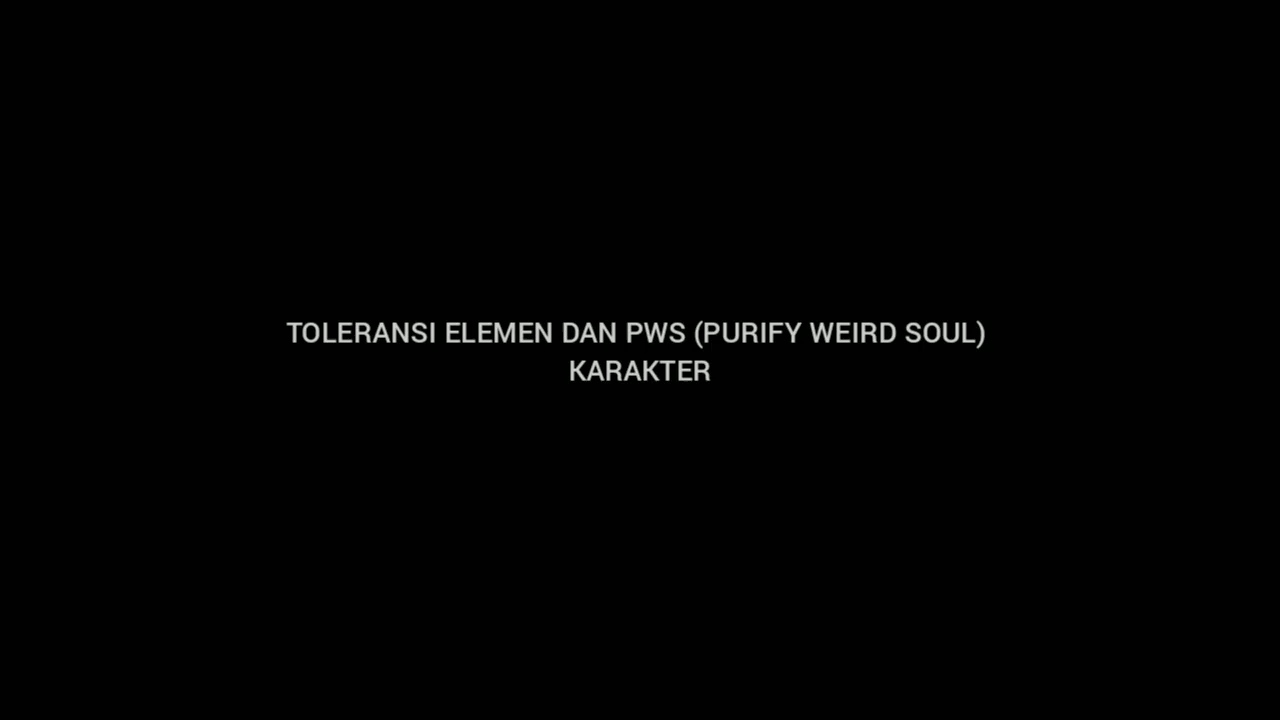 TOLERANSI ELEMEN DAN PWS (PURIFY WEIRD SOUL)
KARAKTER